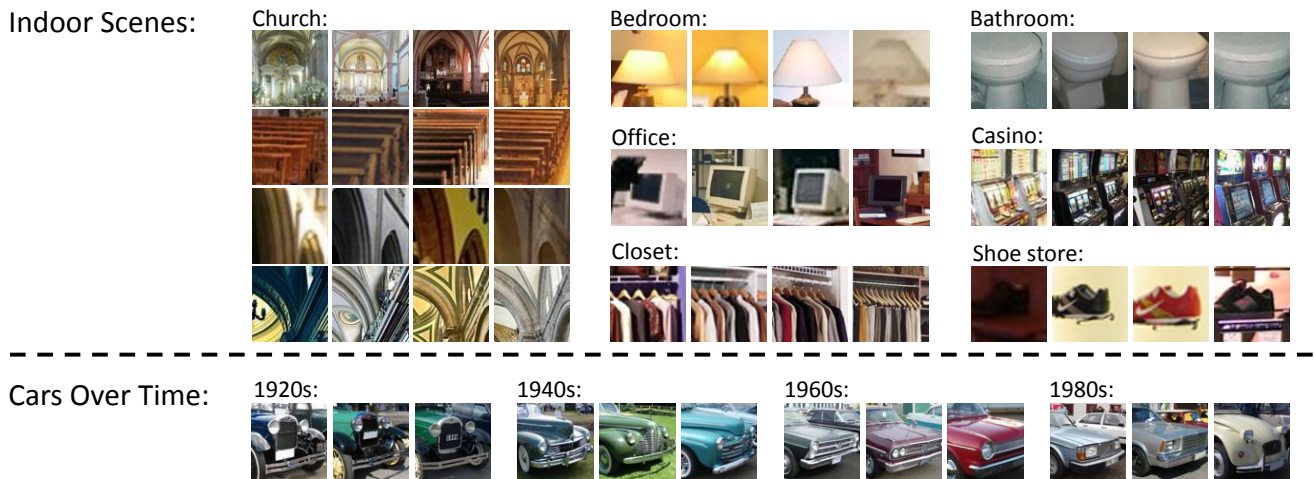 Indoor Scenes:
Church:
Bedroom:
Bathroom:
Office:
Casino:
Closet:
Shoe store:
Cars Over Time:
1920s:
1940s:
1960s:
1980s: